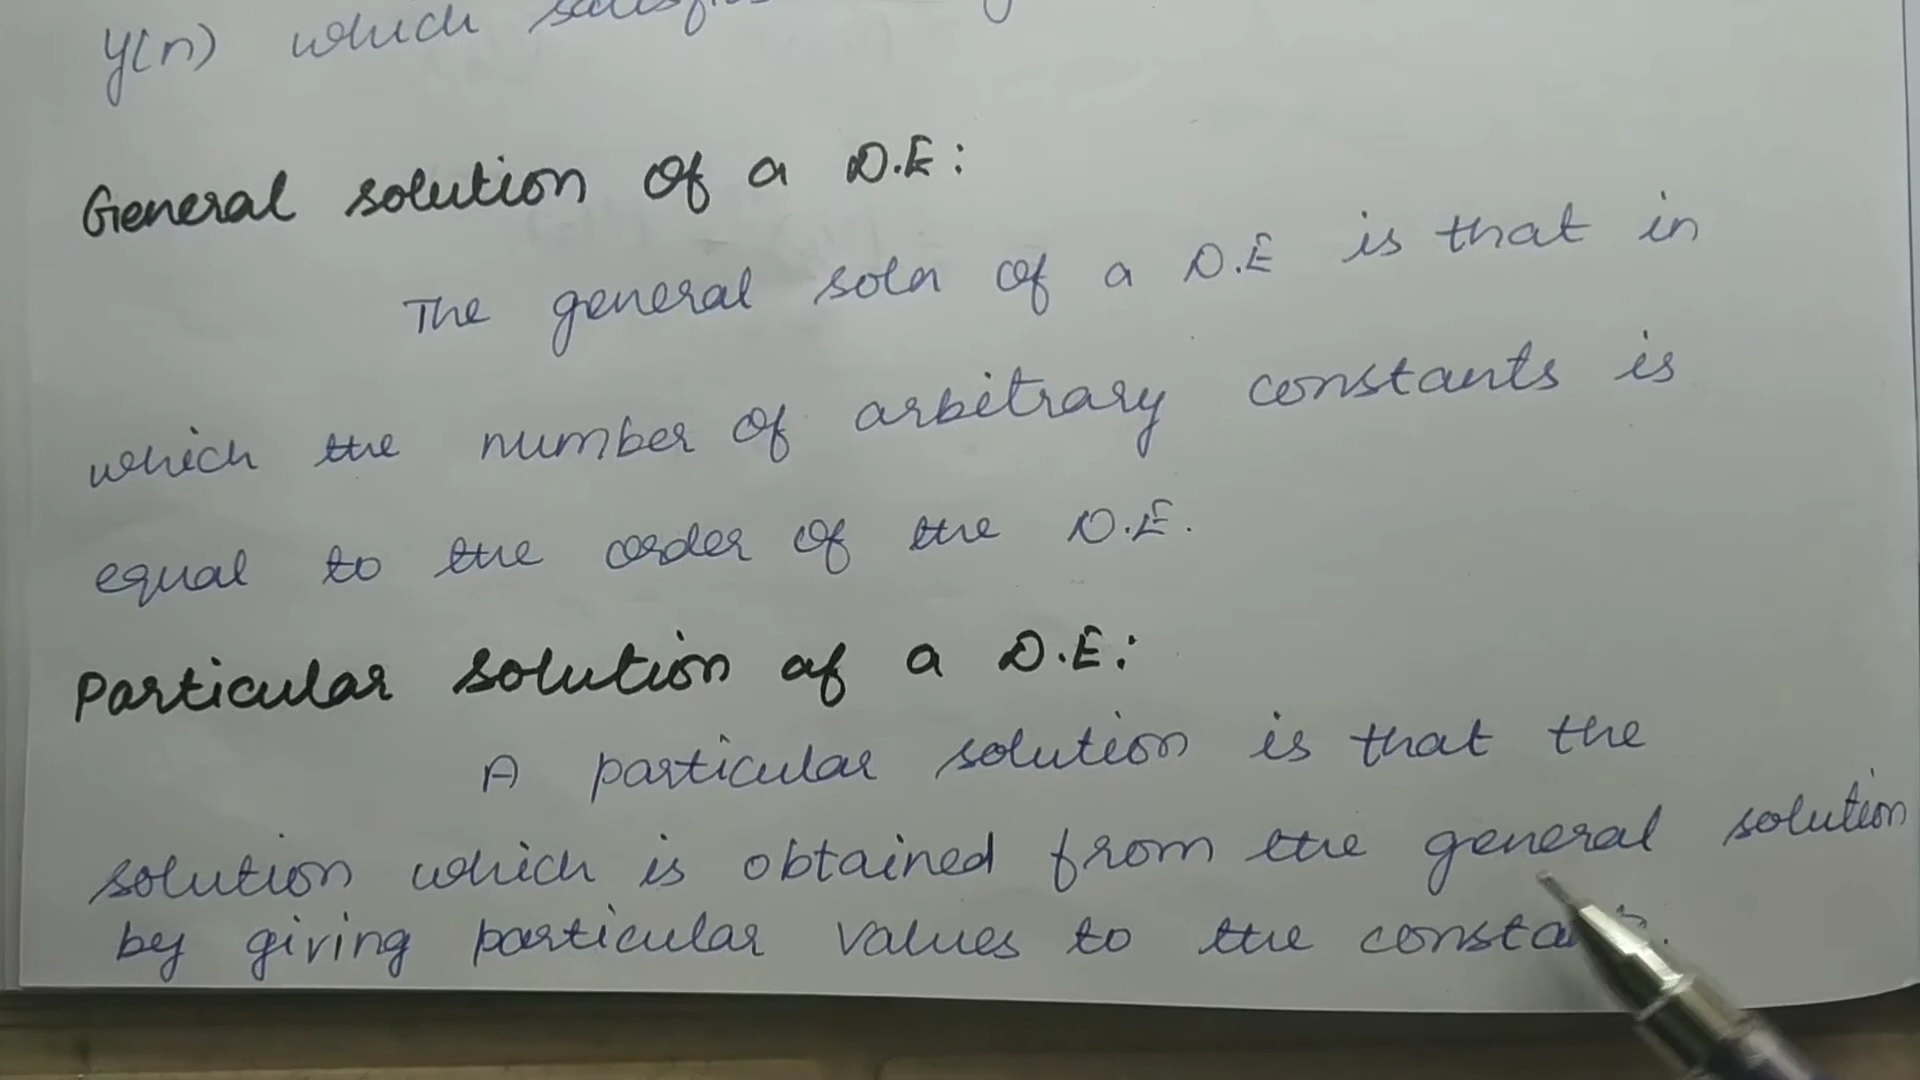 y(n) which
General solution of a D.E:
The general soln of a D.E is that in
which the number of arbitrary constants is
equal to the order of the D.E.
Particular solution of a D.E:
A particular solution is that the
solution which is obtained from the general solution
by giving particular values to the